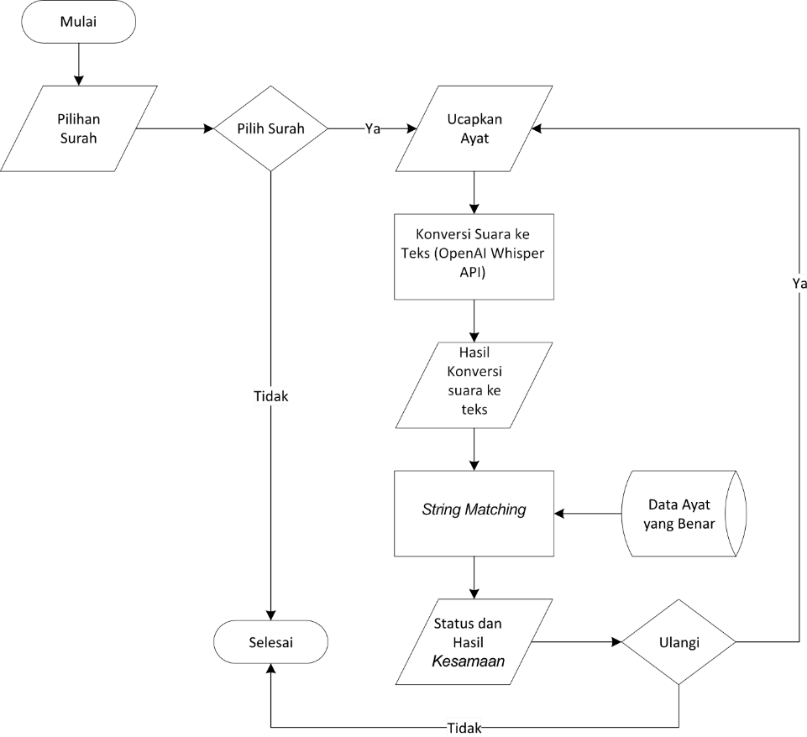 Mulai
Pilihan
Surah
Pilih Surah
Ya
Ucapkan
Ayat
Konversi Suara ke
Teks (OpenAI Whisper
API)
Ya
Hasil
Konversi
suara ke
teks
Tidak
String Matching
Data Ayat
yang Benar
Status dan
Hasil
Kesamaan
Ulangi
Selesai
Tidak